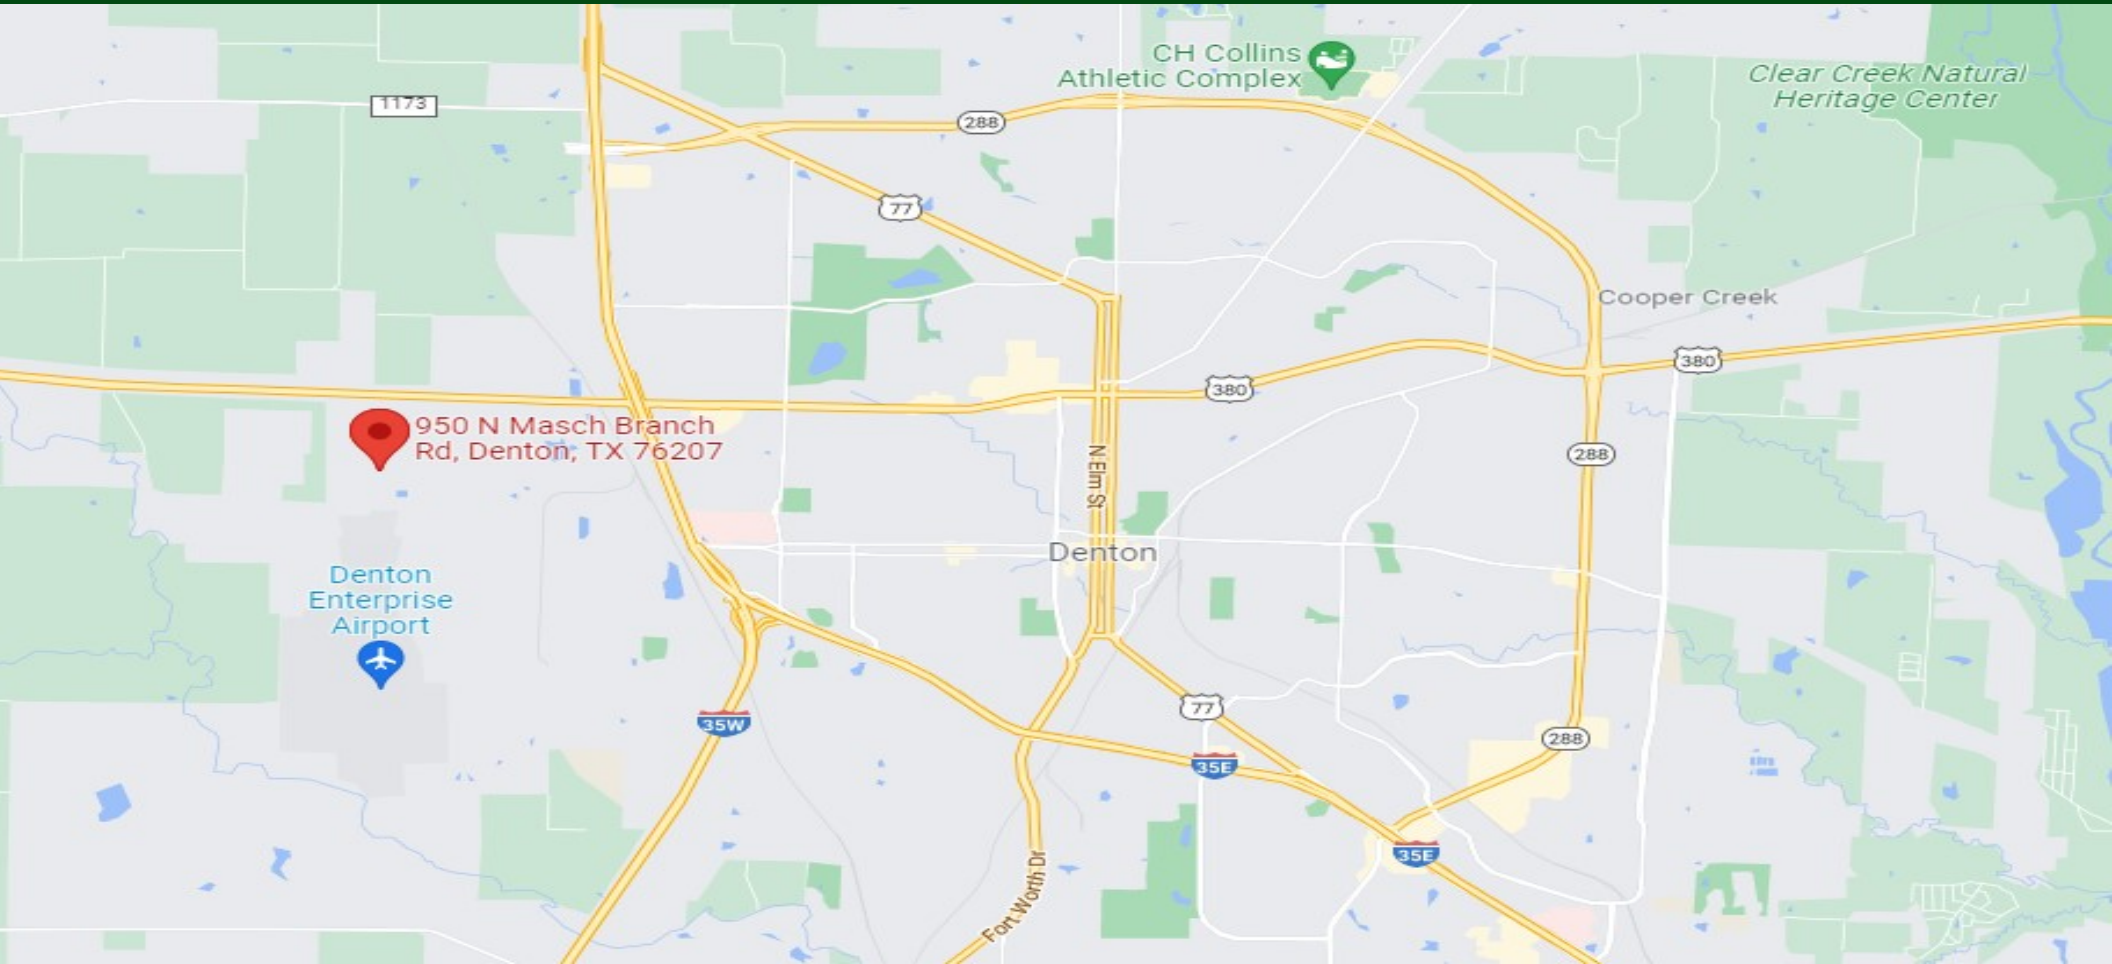 CH Collins
Athletic Complex
Clear Creek Natural
Heritage Center
1173
288
77
Cooper Creek
380
380
950 N Masch Branch
Rd, Denton, TX 76207
N Elm St
288
Denton
Denton
Enterprise
Airport
77
35W
288
35E
35E
Fort Worth Dr